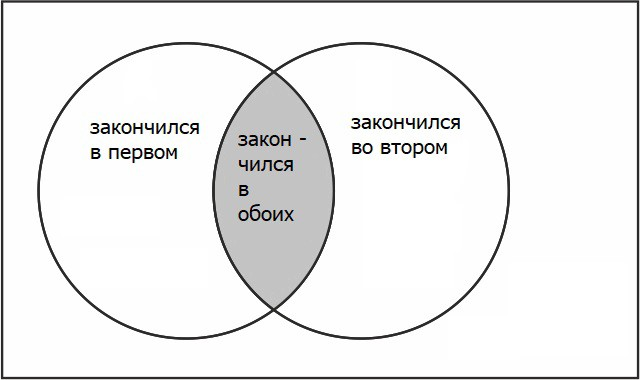 закончился
в первом
закон -
чился
в
обоих
закончился
во втором